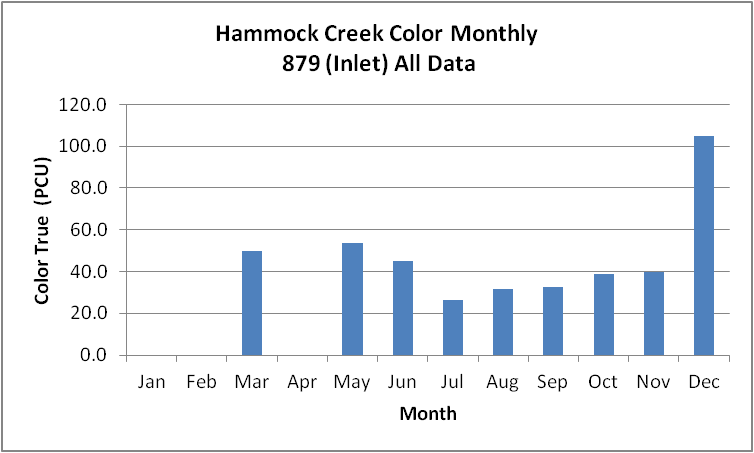 Hammock Creek Color Monthly
879 (Inlet) All Data
120.0
100.0
80.0
60.0
40.0
20.0
0.0
Color True (PCU)
Jan Feb Mar Apr May Jun Jul Aug Sep Oct Nov Dec
Month